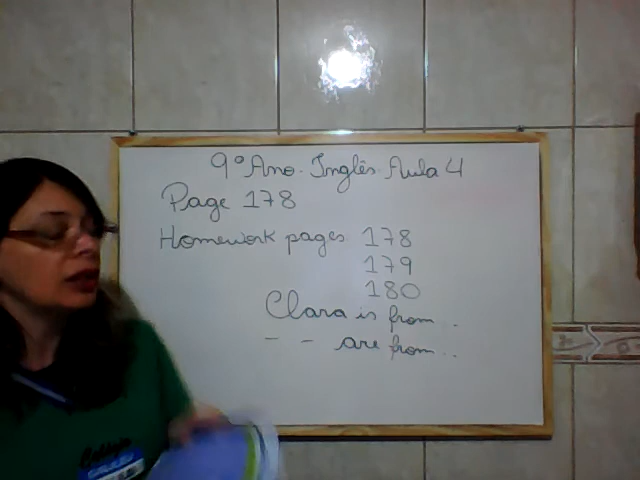 9º Ano. Inglês. Aula 4
Page 178
Homework pages 178
179
180
Clara is from...
- - are from...